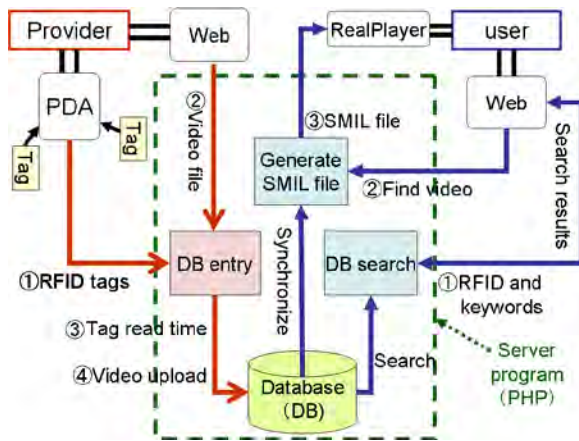 Provider
Web
RealPlayer
user
PDA
Tag
Tag
②Video file
③SMIL file
Web
Generate
SMIL file
②Find video
Search results
①RFID tags
DB entry
Synchronize
DB search
①RFID and
keywords
③Tag read time
④Video upload
Search
Database
(DB)
Server
program
(PHP)